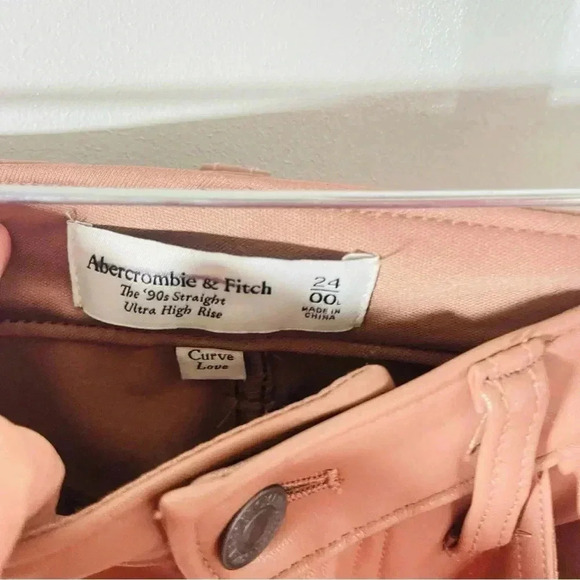 Abercrombie & Fitch
The '90s Straight
Ultra High Rise
24
00L
MADE IN
CHINA
Curve
Love